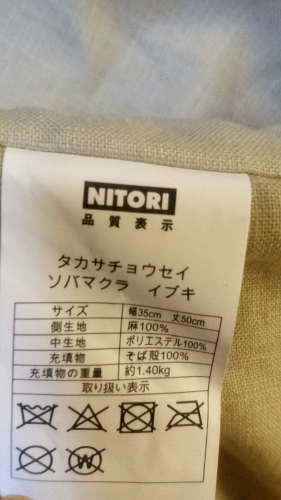 NITORI
品質表示
タカサチョウセイ
ソバマクラ イブキ
サイズ 幅35cm 丈50cm
側生地 麻100%
中生地 ポリエステル100%
充填物 そば殻100%
充填物の重量 約1.40kg
取り扱い表示
W